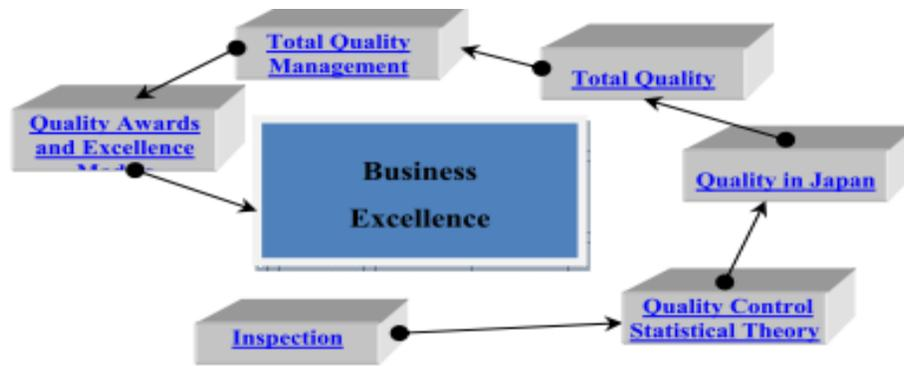 Total Quality
Management
Total Quality
Quality Awards
and Excellence
Business
Excellence
Quality in Japan
Quality Control
Statistical Theory
Inspection